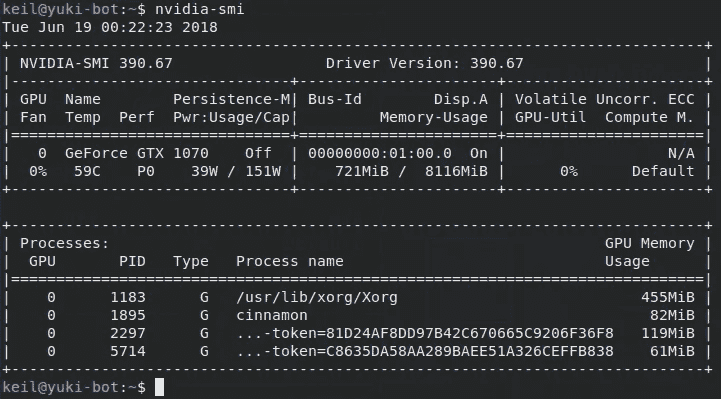 keil@yuki-bot:~$ nvidia-smi
Tue Jun 19 00:22:23 2018
+-----------------------------------------------------------------------------+
| NVIDIA-SMI 390.67                 Driver Version: 390.67                    |
|-------------------------------+----------------------+----------------------+
| GPU  Name        Persistence-M| Bus-Id        Disp.A | Volatile Uncorr. ECC |
| Fan  Temp  Perf  Pwr:Usage/Cap|         Memory-Usage | GPU-Util  Compute M. |
|===============================+======================+======================|
|   0  GeForce GTX 1070    Off  | 00000000:01:00.0  On |                  N/A |
|  0%   59C    P0    39W / 151W |    721MiB /  8116MiB |      0%      Default |
+-------------------------------+----------------------+----------------------+
+-----------------------------------------------------------------------------+
| Processes:                                                       GPU Memory |
|  GPU       PID   Type   Process name                             Usage      |
|=============================================================================|
|    0      1183      G   /usr/lib/xorg/Xorg                           455MiB |
|    0      1895      G   cinnamon                                      82MiB |
|    0      2297      G   ...-token=81D24AF8DD97B42C670665C9206F36F8   119MiB |
|    0      5714      G   ...-token=C8635DA58AA289BAEE51A326CEFFB838    61MiB |
+-----------------------------------------------------------------------------+
keil@yuki-bot:~$